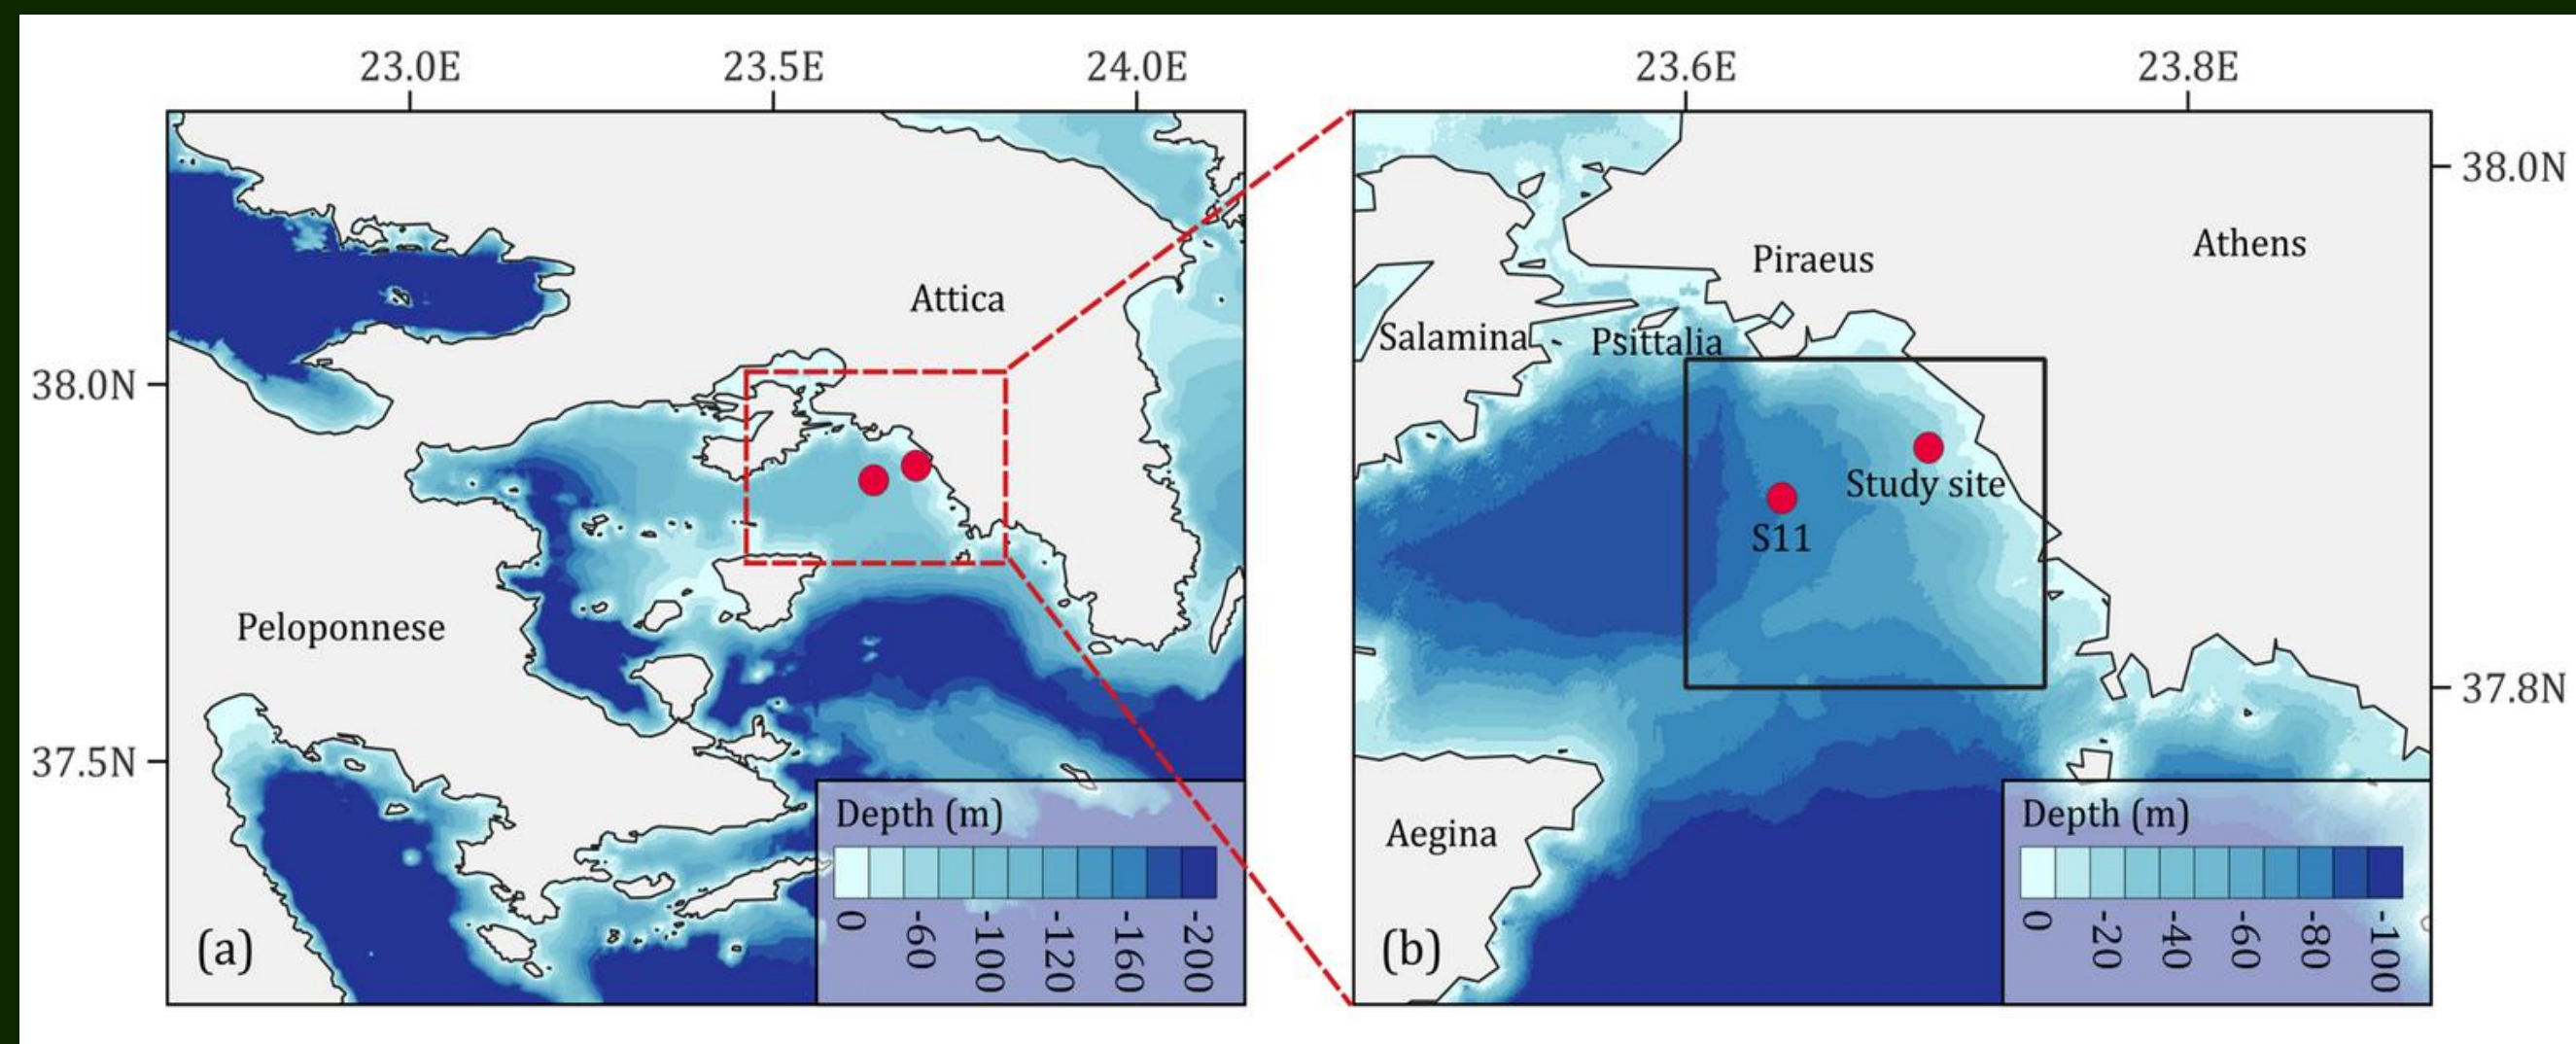 23.0E 23.5E 24.0E
23.6E 23.8E
38.0N
37.5N
Attica
Peloponnese
Depth (m)
0 -60 -100 -120 -160 -200
(a)
38.0N
37.8N
Piraeus
Athens
Salamina
Psittalia
Study site
S11
Aegina
Depth (m)
0 -20 -40 -60 -80 -100
(b)